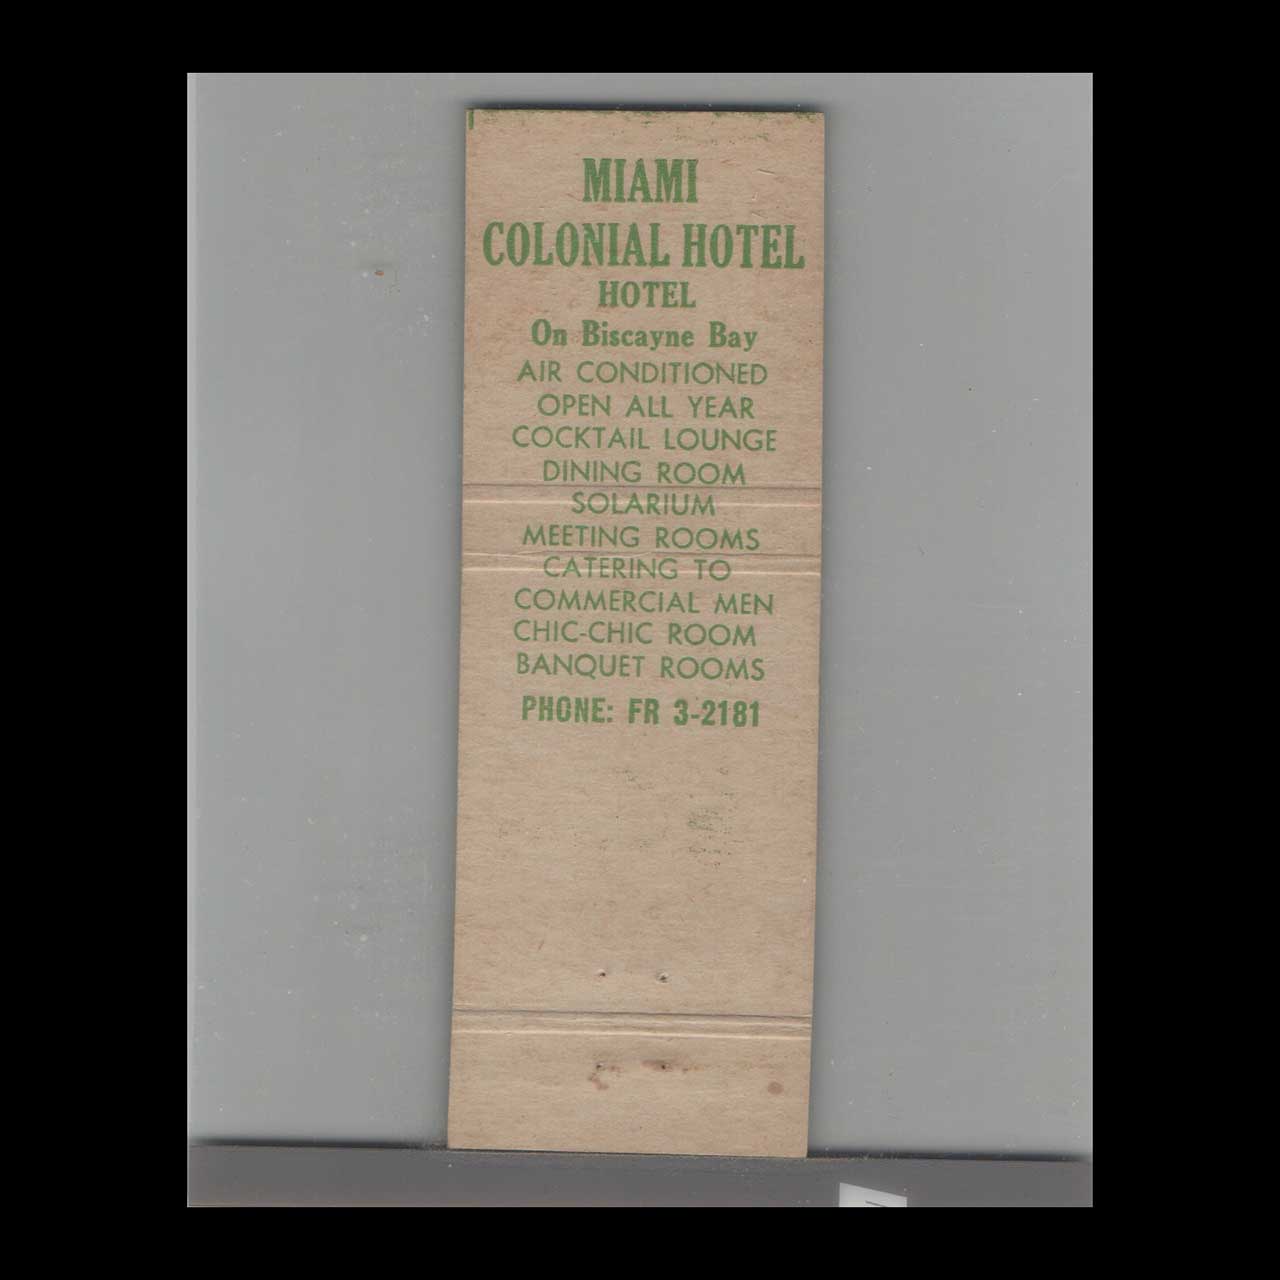 MIAMI
COLONIAL HOTEL
HOTEL
On Biscayne Bay
AIR CONDITIONED
OPEN ALL YEAR
COCKTAIL LOUNGE
DINING ROOM
SOLARIUM
MEETING ROOMS
CATERING TO
COMMERCIAL MEN
CHIC-CHIC ROOM
BANQUET ROOMS
PHONE: FR 3-2181